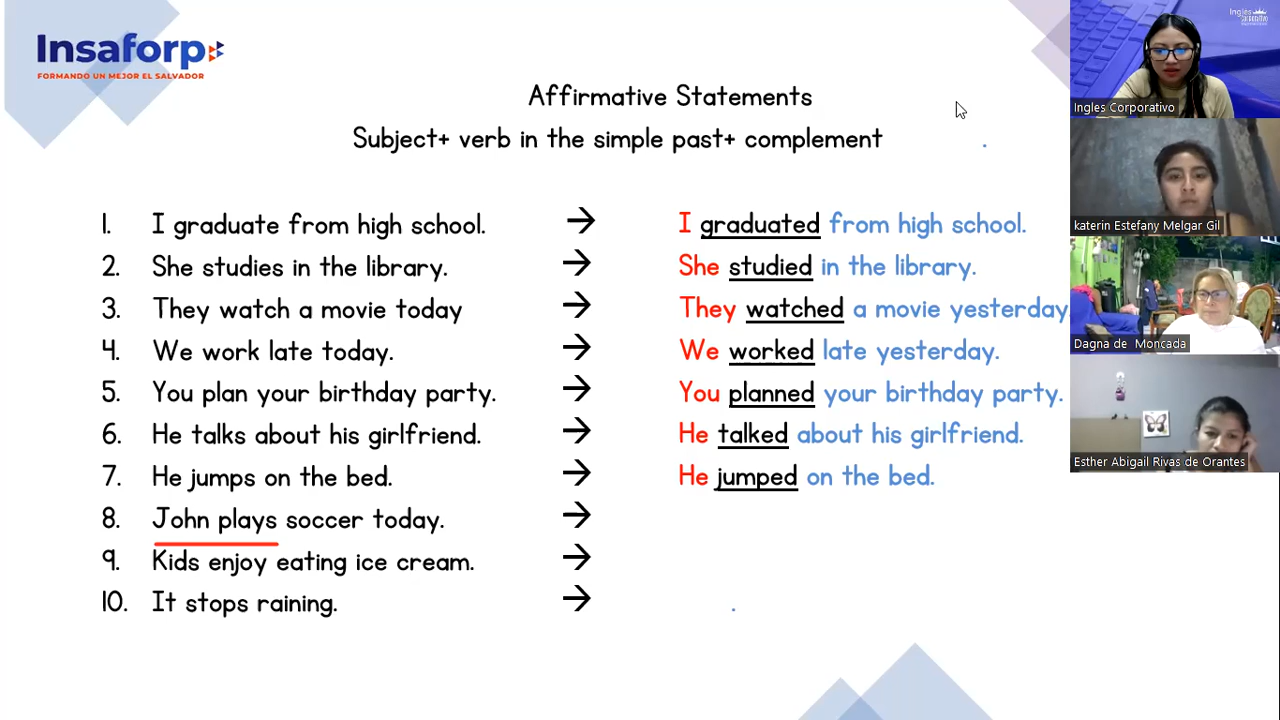 Insaforp
FORMANDO UN MEJOR EL SALVADOR
Affirmative Statements
Subject+ verb in the simple past+ complement
.
1. I graduate from high school. → I graduated from high school.
2. She studies in the library. → She studied in the library.
3. They watch a movie today → They watched a movie yesterday.
4. We work late today. → We worked late yesterday.
5. You plan your birthday party. → You planned your birthday party.
6. He talks about his girlfriend. → He talked about his girlfriend.
7. He jumps on the bed. → He jumped on the bed.
8. John plays soccer today. →
9. Kids enjoy eating ice cream. →
10. It stops raining. → .
Ingles
Ingles Corporativo
katerin Estefany Melgar Gil
Dagna de Moncada
Esther Abigail Rivas de Orantes